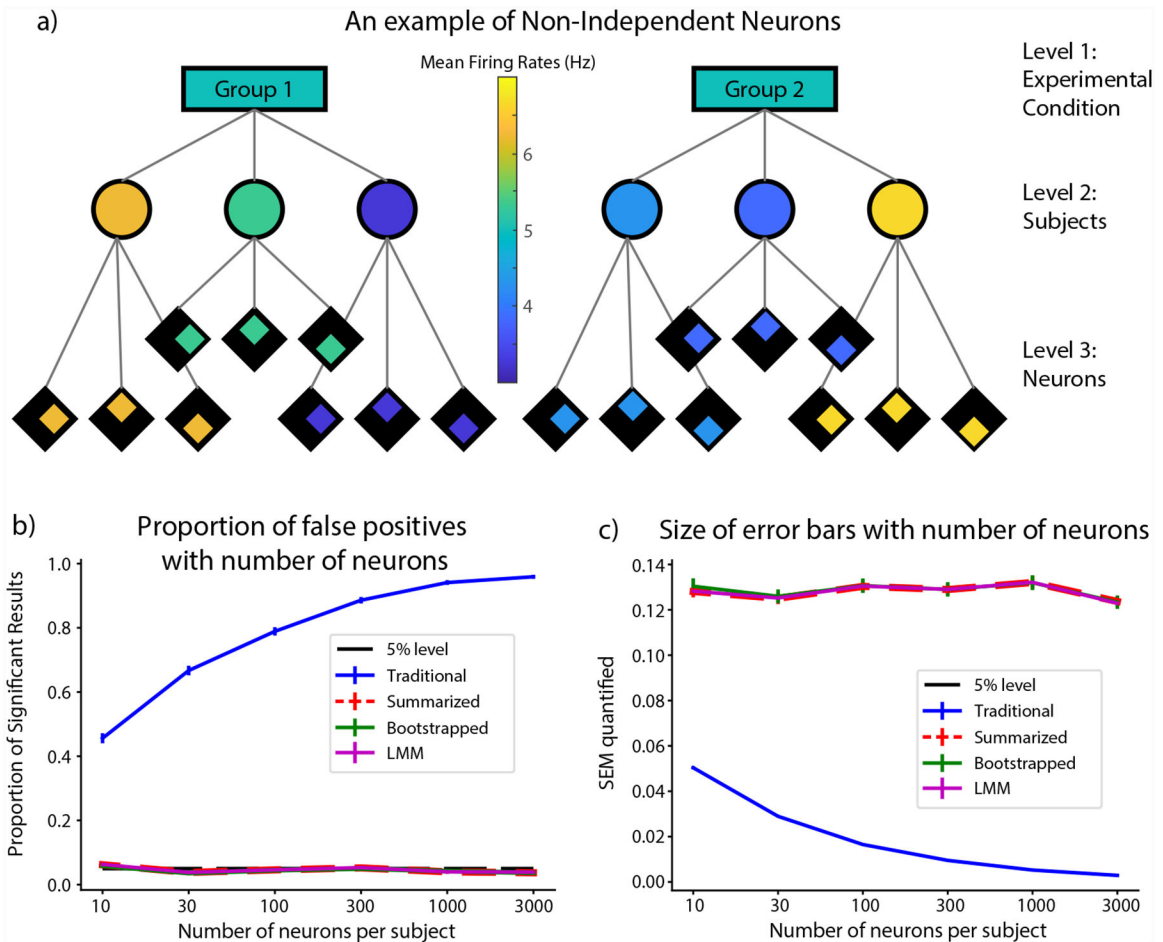 a)
An example of Non-Independent Neurons
Mean Firing Rates (Hz)
Group 1
Group 2
6
5
4
Level 1:
Experimental
Condition
Level 2:
Subjects
Level 3:
Neurons
b)
Proportion of false positives
with number of neurons
Proportion of Significant Results
1.0
0.8
0.6
0.4
0.2
0.0
5% level
Traditional
Summarized
Bootstrapped
LMM
10 30 100 300 1000 3000
Number of neurons per subject
c)
Size of error bars with number of neurons
SEM quantified
0.14
0.12
0.10
0.08
0.06
0.04
0.02
0.00
5% level
Traditional
Summarized
Bootstrapped
LMM
10 30 100 300 1000 3000
Number of neurons per subject